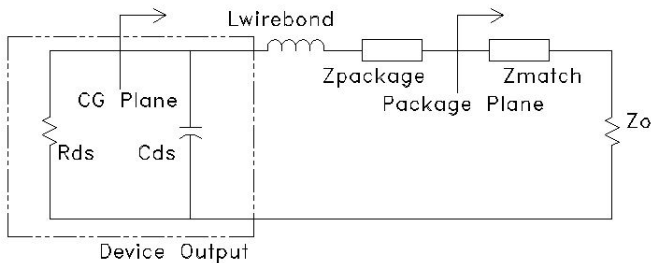 Lwirebond
Zpackage
Zmatch
CG Plane
Package Plane
Rds
Cds
Zo
Device Output